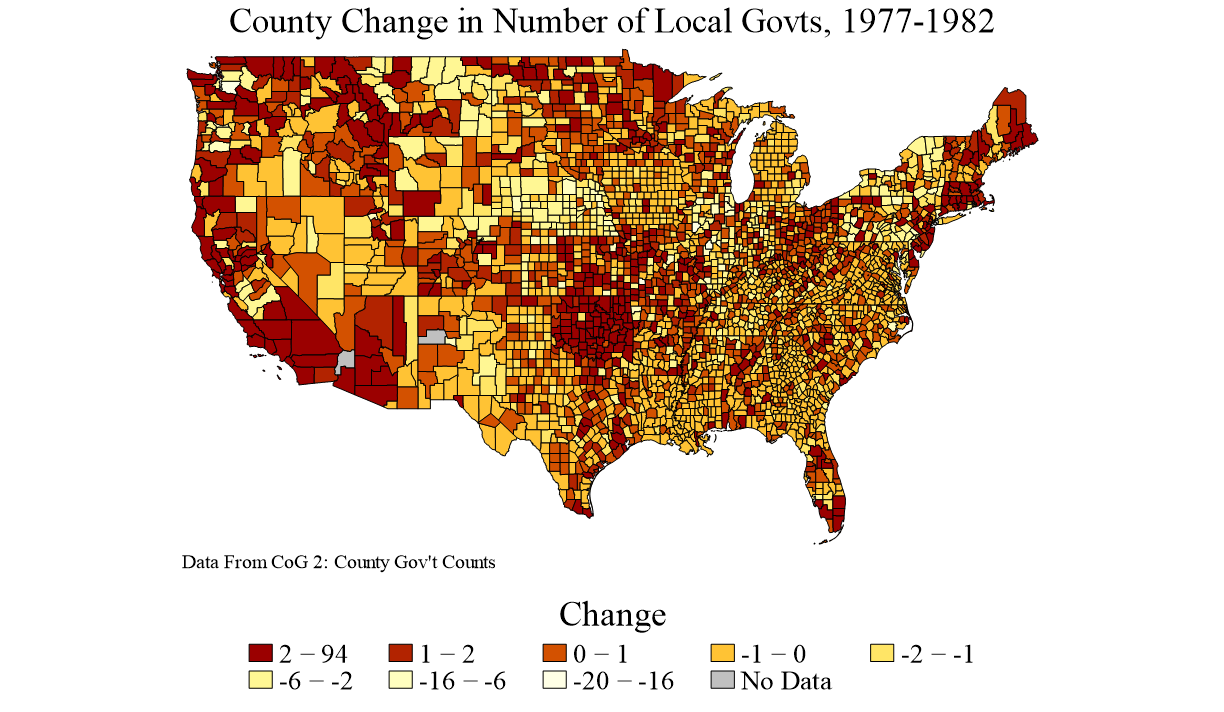 County Change in Number of Local Govts, 1977-1982
Data From CoG 2: County Gov't Counts
Change
2 − 94 1 − 2 0 − 1 -1 − 0 -2 − -1
-6 − -2 -16 − -6 -20 − -16 No Data